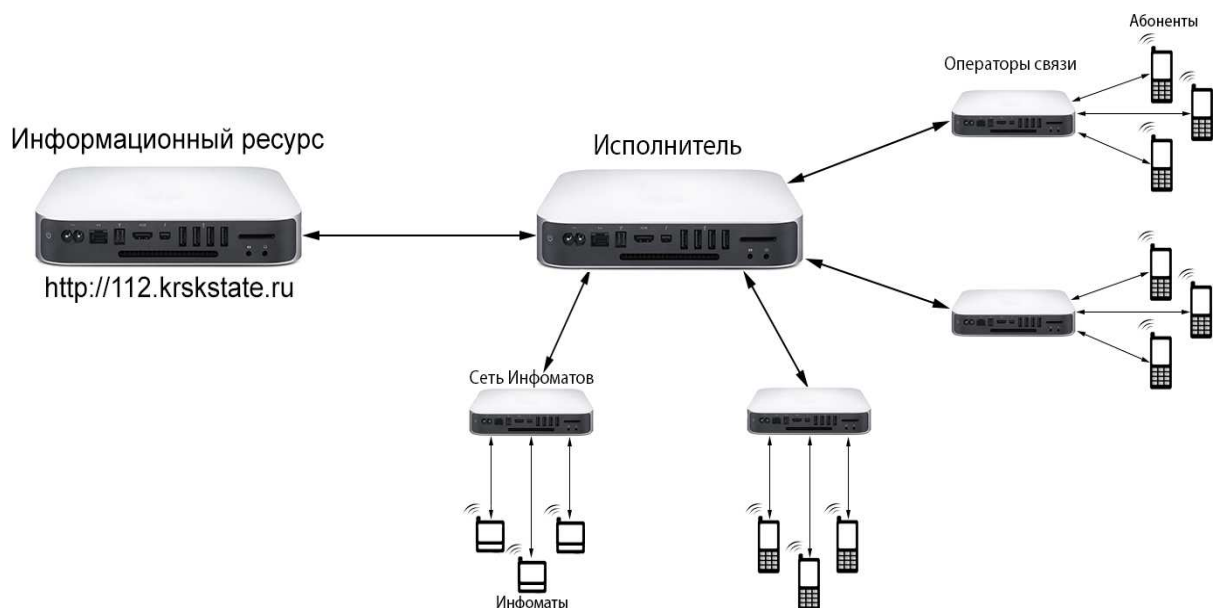 Абоненты
Операторы связи
Информационный ресурс
Исполнитель
http://112.krskstate.ru
Сеть Инфоматов
Инфоматы